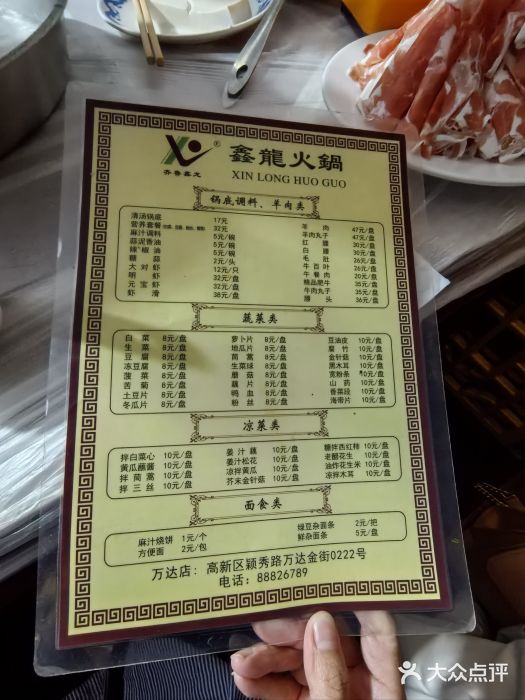 齐鲁鑫龙
®
鑫龍火鍋
XIN LONG HUO GUO
锅底调料、羊肉类
清汤锅底 17元
营养套餐 32元
麻汁调料 5元/碗
蒜泥香油 5元/碗
辣椒油 5元/碗
糖蒜 2元/头
大对虾 12元/只
明虾 32元/盘
元宝虾 32元/盘
虾滑 38元/盘
羊肉 47元/盘
羊肉丸子 47元/盘
红腰 30元/盘
白腰 30元/盘
毛肚 26元/盘
牛百叶 26元/盘
午餐肉 20元/盘
精品肥牛 35元/盘
牛肉丸子 35元/盘
36元/盘
蔬菜类
白菜 8元/盘
生菜 8元/盘
豆腐 8元/盘
冻豆腐 8元/盘
菠菜 8元/盘
苦菊 8元/盘
土豆片 8元/盘
冬瓜片 8元/盘
萝卜片 8元/盘
地瓜片 8元/盘
茼蒿 8元/盘
生菜球 8元/盘
蘑菇 8元/盘
藕片 8元/盘
鸭血 8元/盘
粉丝 8元/盘
豆油皮 10元/盘
腐竹 10元/盘
金针菇 10元/盘
黑木耳 10元/盘
宽粉条 10元/盘
山药 10元/盘
香菜段 10元/盘
海带片 10元/盘
凉菜类
拌白菜心 10元/盘
黄瓜蘸酱 10元/盘
拌茼蒿 10元/盘
拌三丝 10元/盘
姜汁藕 10元/盘
姜汁松花 10元/盘
凉拌黄瓜 10元/盘
芥末金针菇 10元/盘
糖拌西红柿 10元/盘
老醋花生 10元/盘
油炸花生米 10元/盘
凉拌木耳 10元/盘
面食类
麻汁烧饼 1元/个
方便面 2元/包
绿豆杂面条 2元/把
鲜杂面条 5元/盘
万达店：高新区颖秀路万达金街0222号
电话：88826789
大众点评